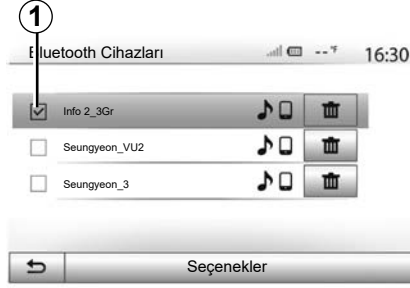 1
Bluetooth Cihazları --°F 16:30
Info 2_3Gr
Seungyeon_VU2
Seungyeon_3
Seçenekler